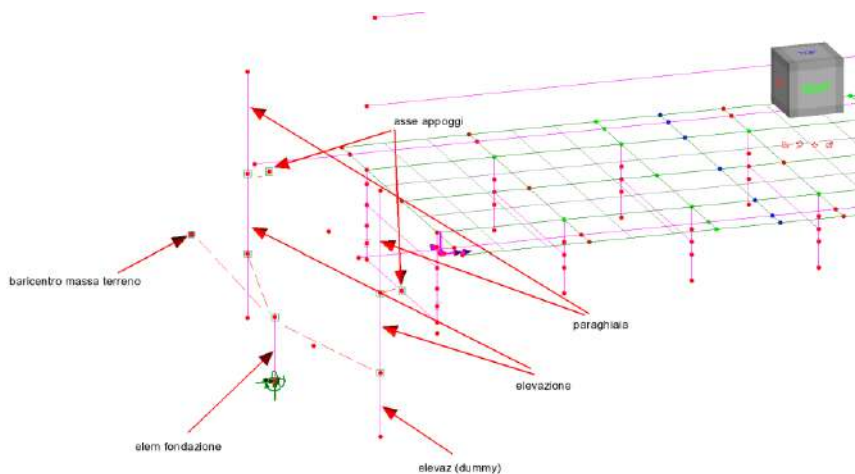 asse appoggi
baricentro massa terreno
paraghiaia
elevazione
elem fondazione
elevaz (dummy)